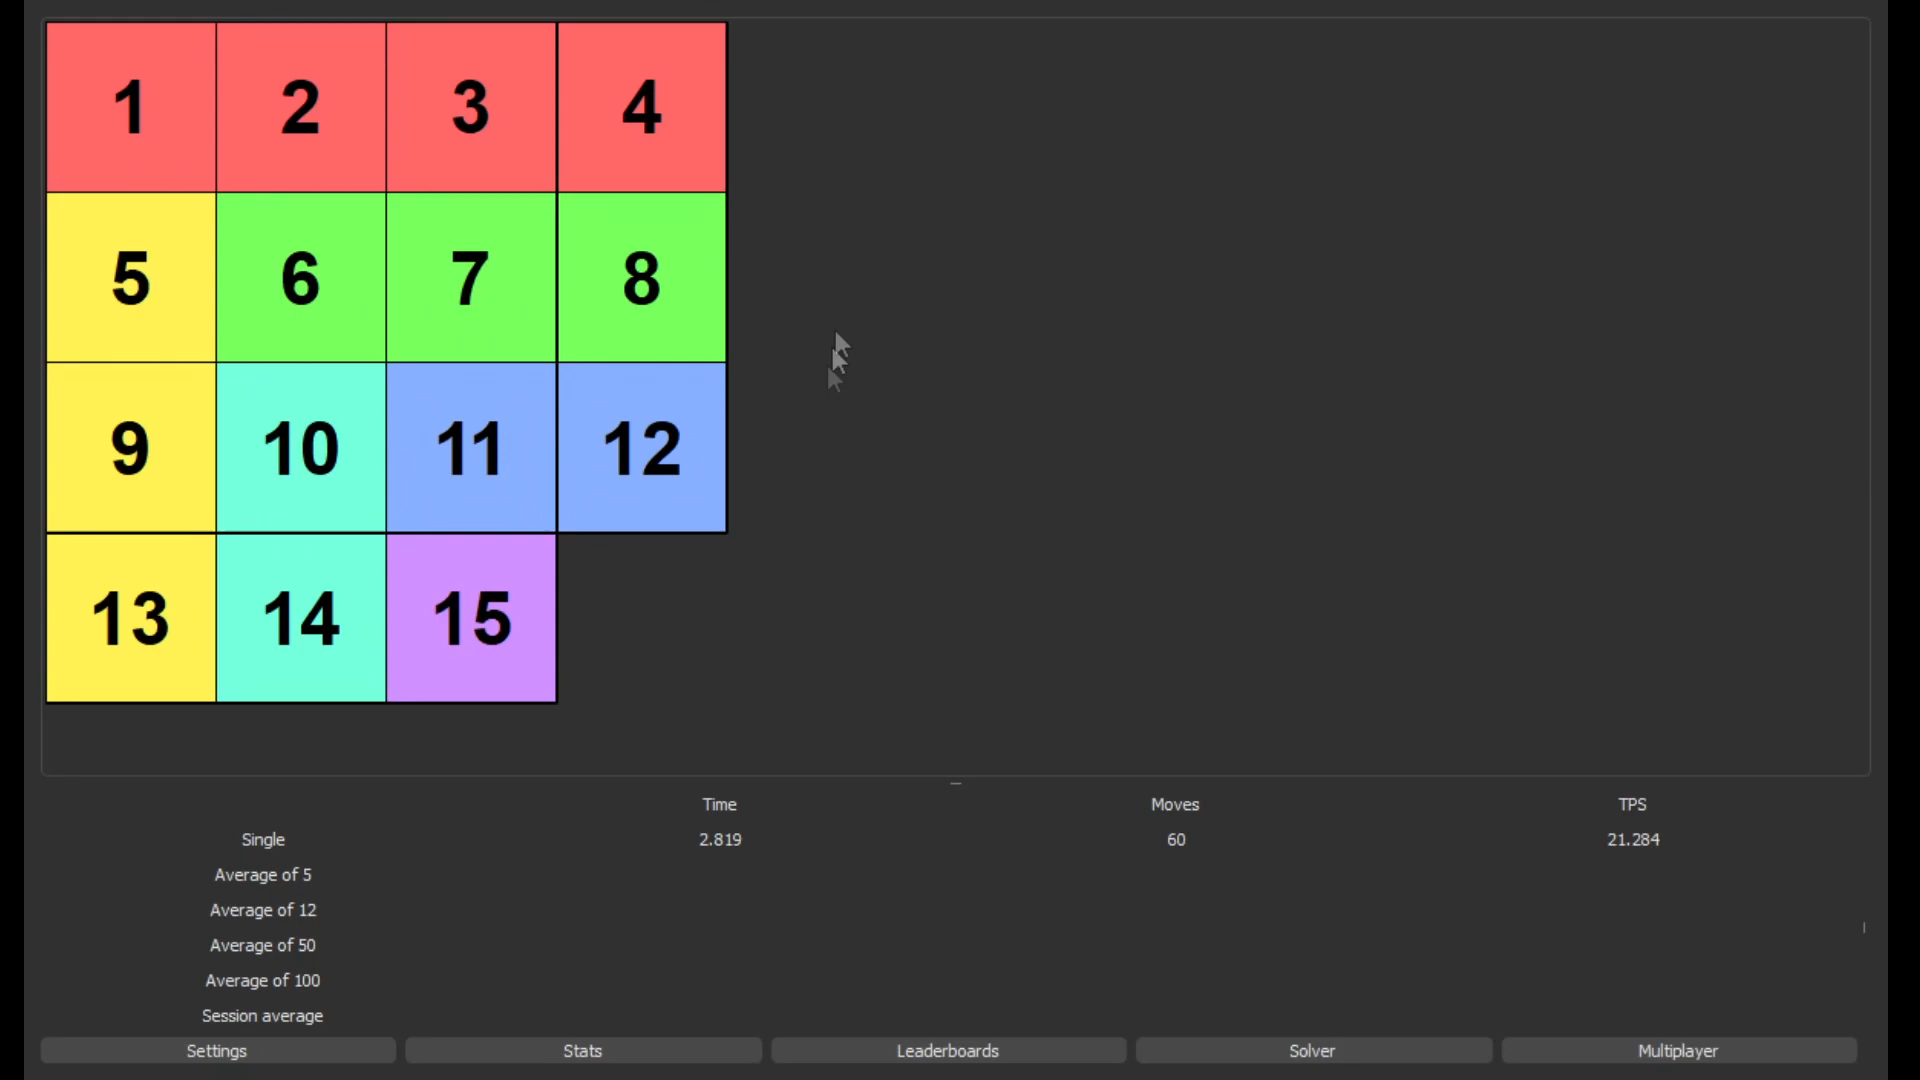 1 2 3 4
5 6 7 8
9 10 11 12
13 14 15
Time Moves TPS
Single 2.819 60 21.284
Average of 5
Average of 12
Average of 50
Average of 100
Session average
Settings Stats Leaderboards Solver Multiplayer